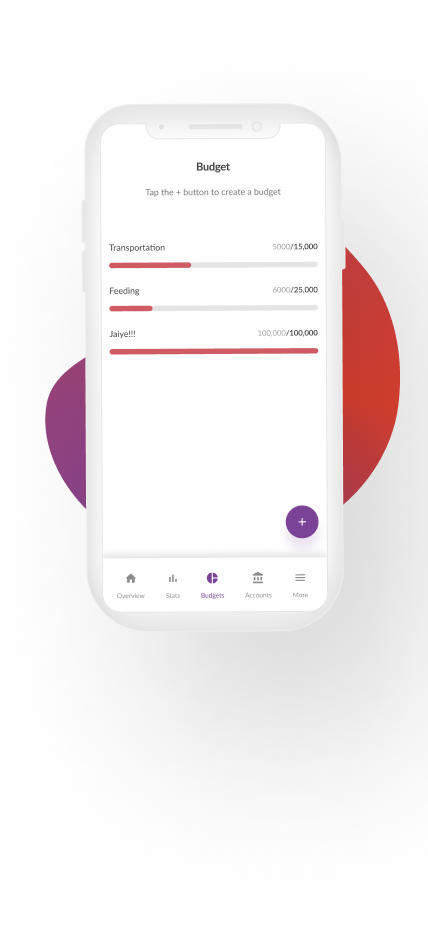 Budget
Tap the + button to create a budget
Transportation 5000/15,000
Feeding 6000/25,000
Jaiye!!! 100,000/100,000
+
Overview Stats Budgets Accounts More